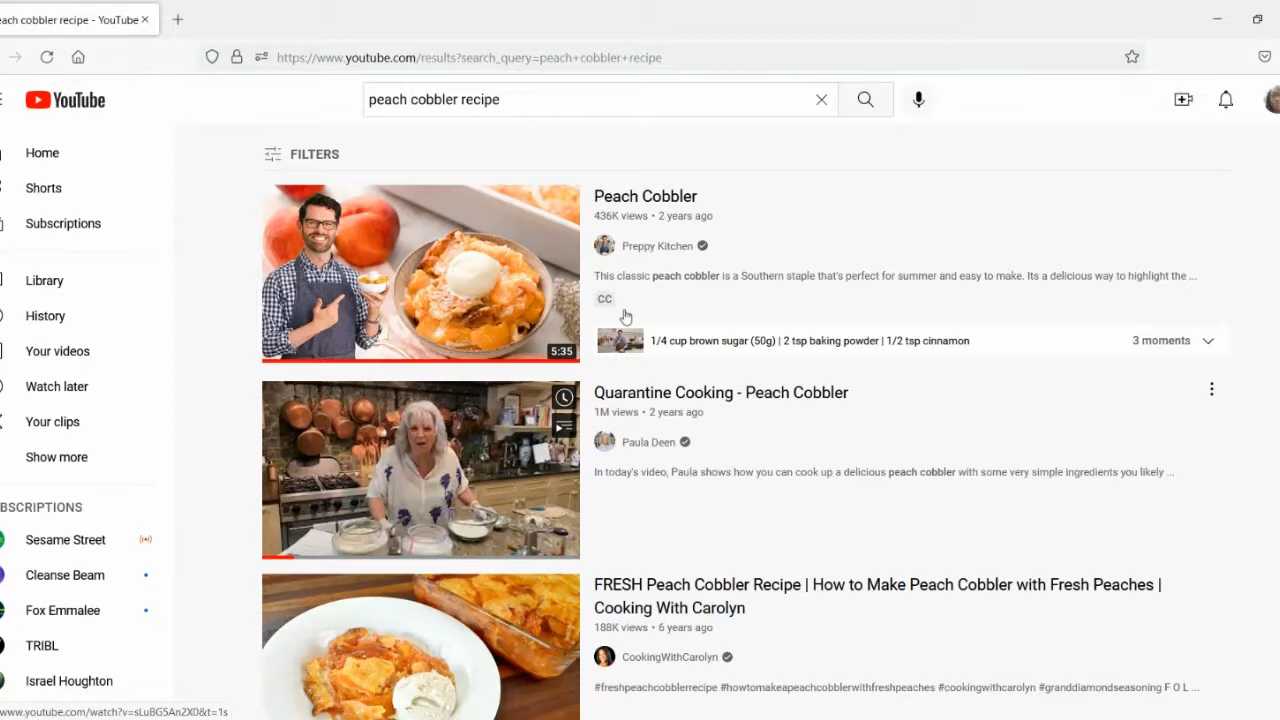 each cobbler recipe - YouTube
https://www.youtube.com/results?search_query=peach+cobbler+recipe
YouTube
peach cobbler recipe
Home
Shorts
Subscriptions
Library
History
Your videos
Watch later
Your clips
Show more
BSCRIPTIONS
Sesame Street
Cleanse Beam
Fox Emmalee
TRIBL
Israel Houghton
www.youtube.com/watch?v=sLuBG5An2X0&t=1s
FILTERS
5:35
Peach Cobbler
436K views • 2 years ago
Preppy Kitchen
This classic peach cobbler is a Southern staple that's perfect for summer and easy to make. Its a delicious way to highlight the ...
CC
1/4 cup brown sugar (50g) | 2 tsp baking powder | 1/2 tsp cinnamon
3 moments
Quarantine Cooking - Peach Cobbler
1M views • 2 years ago
Paula Deen
In today's video, Paula shows how you can cook up a delicious peach cobbler with some very simple ingredients you likely ...
FRESH Peach Cobbler Recipe | How to Make Peach Cobbler with Fresh Peaches |
Cooking With Carolyn
188K views • 6 years ago
CookingWithCarolyn
#freshpeachcobblerrecipe #howtomakeapeachcobblerwithfreshpeaches #cookingwithcarolyn #granddiamondseasoning F O L ...